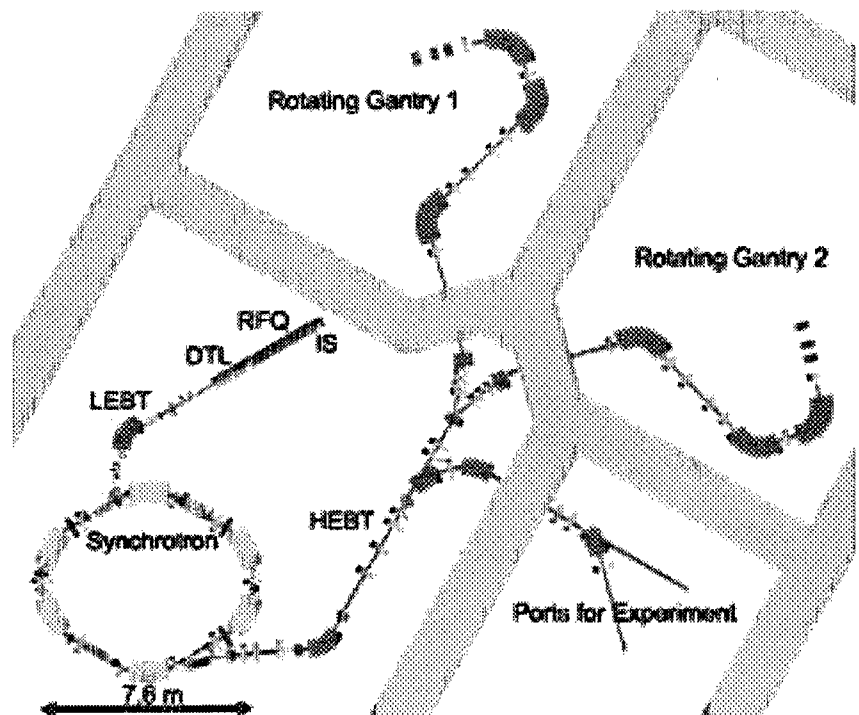 Rotating Gantry 1
Rotating Gantry 2
RFQ
IS
DTL
LEBT
HEBT
Synchrotron
Ports for Experiment
7.6 m